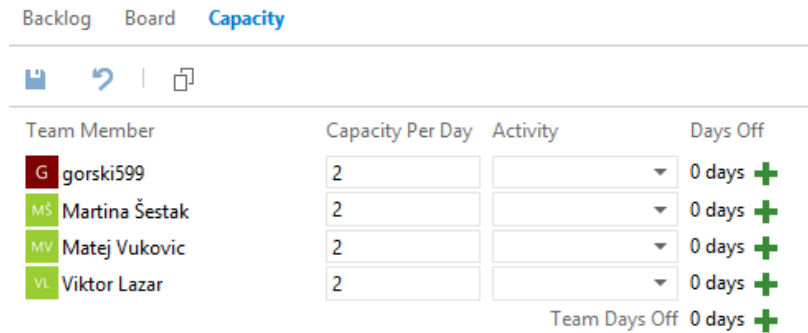 Backlog Board Capacity
Team Member Capacity Per Day Activity Days Off
G gorski599 2 0 days
MŠ Martina Šestak 2 0 days
MV Matej Vukovic 2 0 days
VL Viktor Lazar 2 0 days
Team Days Off 0 days